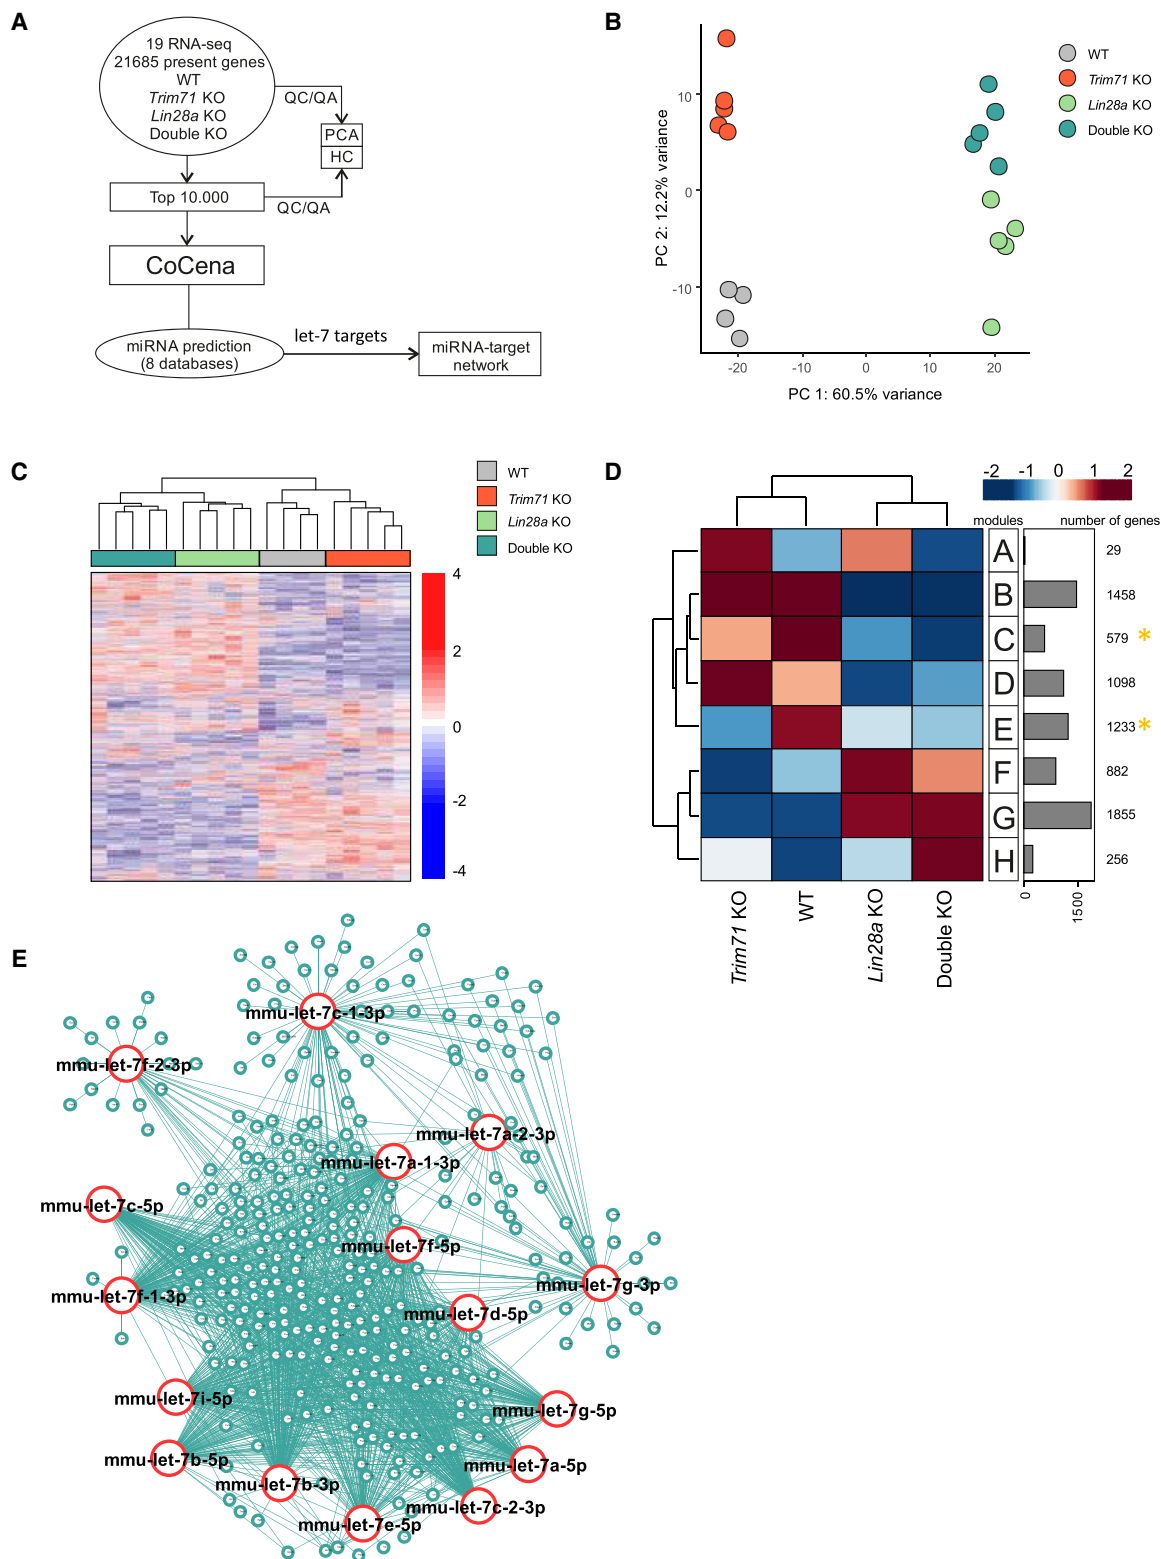 A
19 RNA-seq
21685 present genes
WT
Trim71 KO
Lin28a KO
Double KO
QC/QA
PCA
HC
Top 10.000
QC/QA
CoCena
miRNA prediction
(8 databases)
let-7 targets
miRNA-target
network
B
PC 2: 12.2% variance
10
0
-10
-20
-10
0
10
20
PC 1: 60.5% variance
WT
Trim71 KO
Lin28a KO
Double KO
C
WT
Trim71 KO
Lin28a KO
Double KO
4
2
0
-2
-4
D
-2 -1 0 1 2
modules
number of genes
A 29
B 1458
C 579 *
D 1098
E 1233 *
F 882
G 1855
H 256
0
1500
Trim71 KO
WT
Lin28a KO
Double KO
E
mmu-let-7c-1-3p
mmu-let-7f-2-3p
mmu-let-7a-2-3p
mmu-let-7a-1-3p
mmu-let-7c-5p
mmu-let-7f-5p
mmu-let-7g-3p
mmu-let-7f-1-3p
mmu-let-7d-5p
mmu-let-7i-5p
mmu-let-7g-5p
mmu-let-7b-5p
mmu-let-7a-5p
mmu-let-7b-3p
mmu-let-7c-2-3p
mmu-let-7e-5p